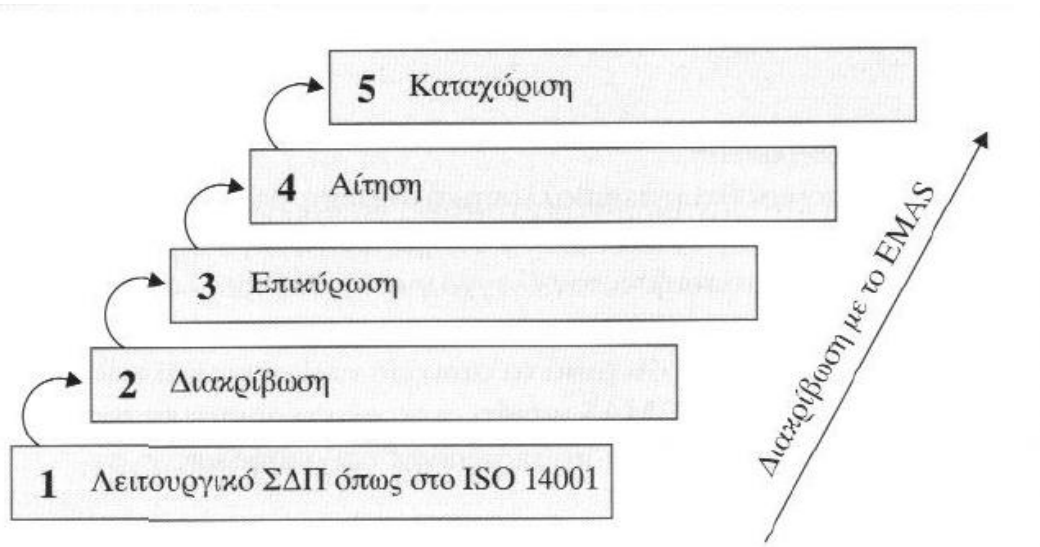 5 Καταχώριση
4 Αίτηση
3 Επικύρωση
2 Διακρίβωση
1 Λειτουργικό ΣΔΠ όπως στο ISO 14001
Διακρίβωση με το EMAS